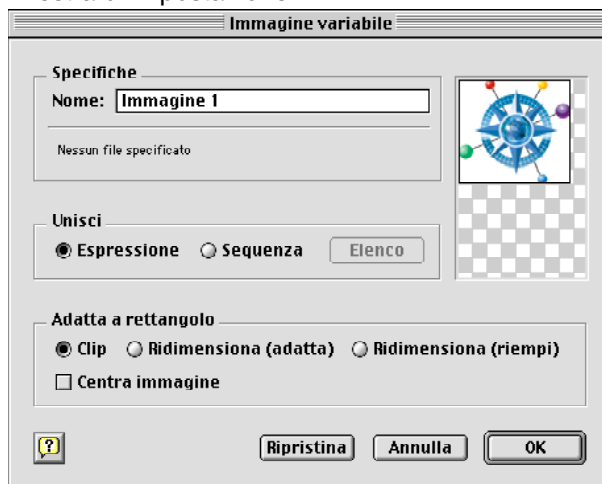 Immagine variabile
Specifiche
Nome: Immagine 1
Nessun file specificato
Unisci
Espressione Sequenza Elenco
Adatta a rettangolo
Clip Ridimensiona (adatta) Ridimensiona (riempi)
Centra immagine
? Ripristina Annulla OK